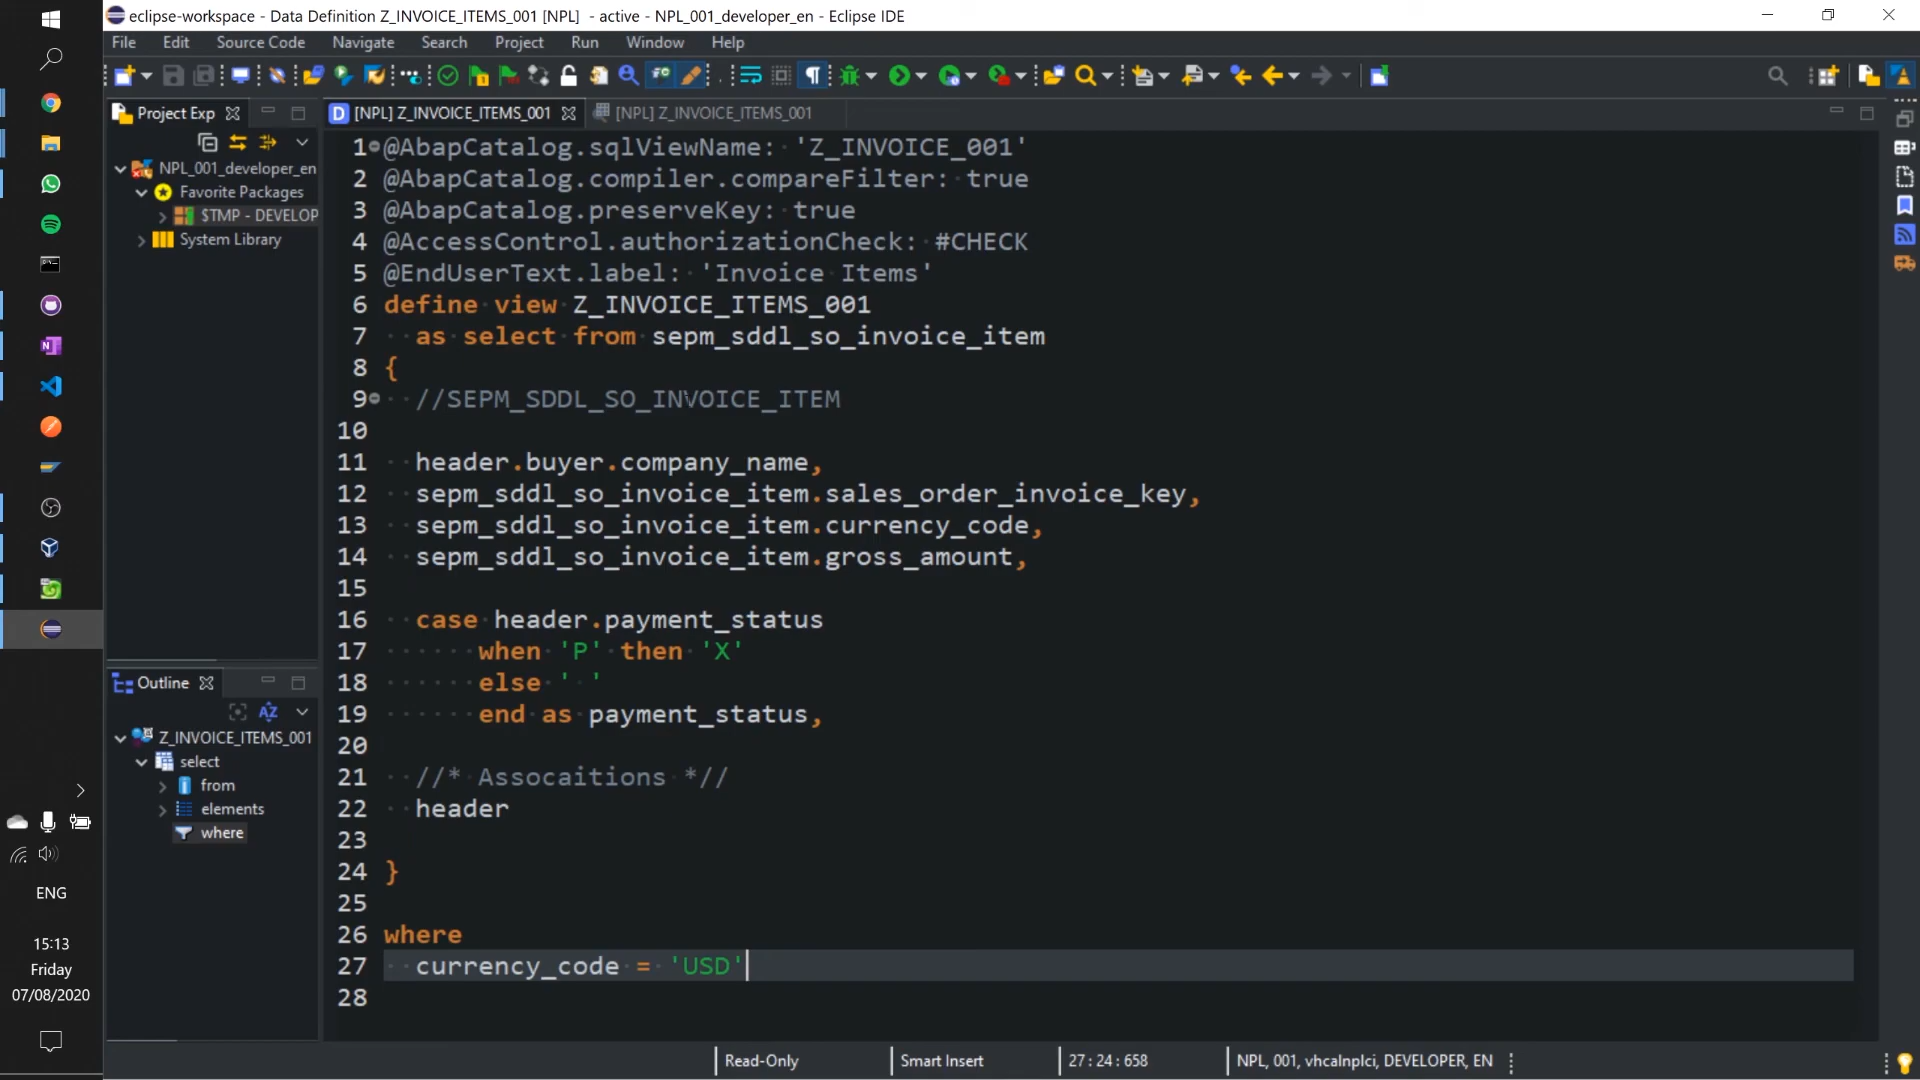 eclipse-workspace - Data Definition Z_INVOICE_ITEMS_001 [NPL]  - active - NPL_001_developer_en - Eclipse IDE
File Edit Source Code Navigate Search Project Run Window Help
Project Exp
[NPL] Z_INVOICE_ITEMS_001
[NPL] Z_INVOICE_ITEMS_001
NPL_001_developer_en
Favorite Packages
$TMP - DEVELOP
System Library
1 @AbapCatalog.sqlViewName: 'Z_INVOICE_001'
2 @AbapCatalog.compiler.compareFilter: true
3 @AbapCatalog.preserveKey: true
4 @AccessControl.authorizationCheck: #CHECK
5 @EndUserText.label: 'Invoice Items'
6 define view Z_INVOICE_ITEMS_001
7 as select from sepm_sddl_so_invoice_item
8 {
9 //SEPM_SDDL_SO_INVOICE_ITEM
10
11 header.buyer.company_name,
12 sepm_sddl_so_invoice_item.sales_order_invoice_key,
13 sepm_sddl_so_invoice_item.currency_code,
14 sepm_sddl_so_invoice_item.gross_amount,
15
16 case header.payment_status
17 when 'P' then 'X'
18 else ' '
19 end as payment_status,
20
21 //* Assocaitions *//
22 header
23
24 }
25
26 where
27 currency_code = 'USD'
28
Outline
Z_INVOICE_ITEMS_001
select
from
elements
where
ENG
15:13
Friday
07/08/2020
Read-Only
Smart Insert
27 : 24 : 658
NPL, 001, vhcalnplci, DEVELOPER, EN